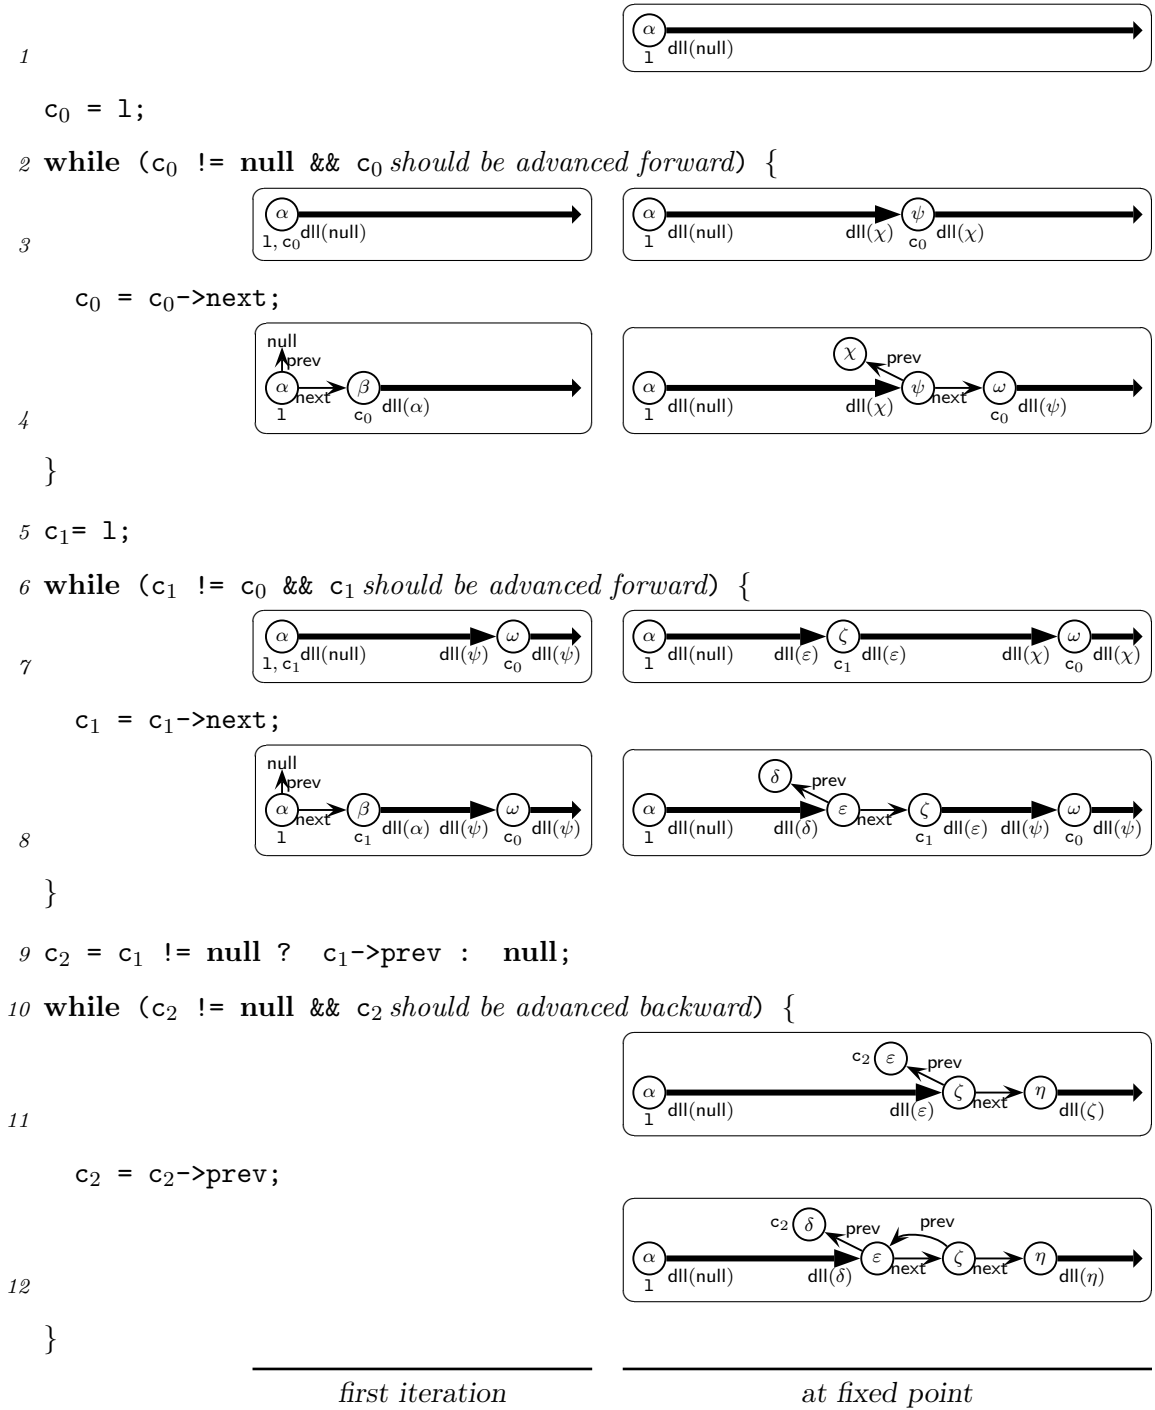 α
l dll(null)
1
c₀ = l;
2 while (c₀ != null && c₀ should be advanced forward) {
α
l, c₀ dll(null)
α ψ
l dll(null) dll(χ) c₀ dll(χ)
3
c₀ = c₀->next;
null
prev
α next β
l c₀ dll(α)
χ prev
α ψ next ω
l dll(null) dll(χ) c₀ dll(ψ)
4
}
5 c₁= l;
6 while (c₁ != c₀ && c₁ should be advanced forward) {
α ω
l, c₁ dll(null) dll(ψ) c₀ dll(ψ)
α ζ ω
l dll(null) dll(ε) c₁ dll(ε) dll(χ) c₀ dll(χ)
7
c₁ = c₁->next;
null
prev
α next β ω
l c₁ dll(α) dll(ψ) c₀ dll(ψ)
δ prev
α ε next ζ ω
l dll(null) dll(δ) c₁ dll(ε) dll(ψ) c₀ dll(ψ)
8
}
9 c₂ = c₁ != null ? c₁->prev : null;
10 while (c₂ != null && c₂ should be advanced backward) {
c₂ ε prev
α ζ next η
l dll(null) dll(ε) dll(ζ)
11
c₂ = c₂->prev;
c₂ δ prev prev
α ε next ζ next η
l dll(null) dll(δ) dll(η)
12
}
first iteration at fixed point